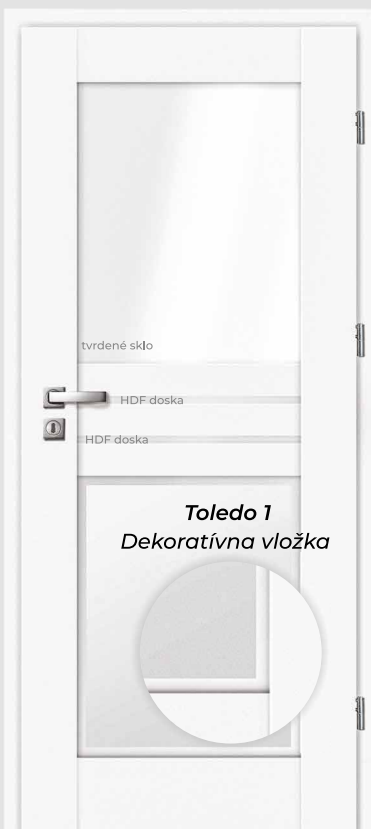 tvrdené sklo
HDF doska
HDF doska
Toledo 1
Dekoratívna vložka